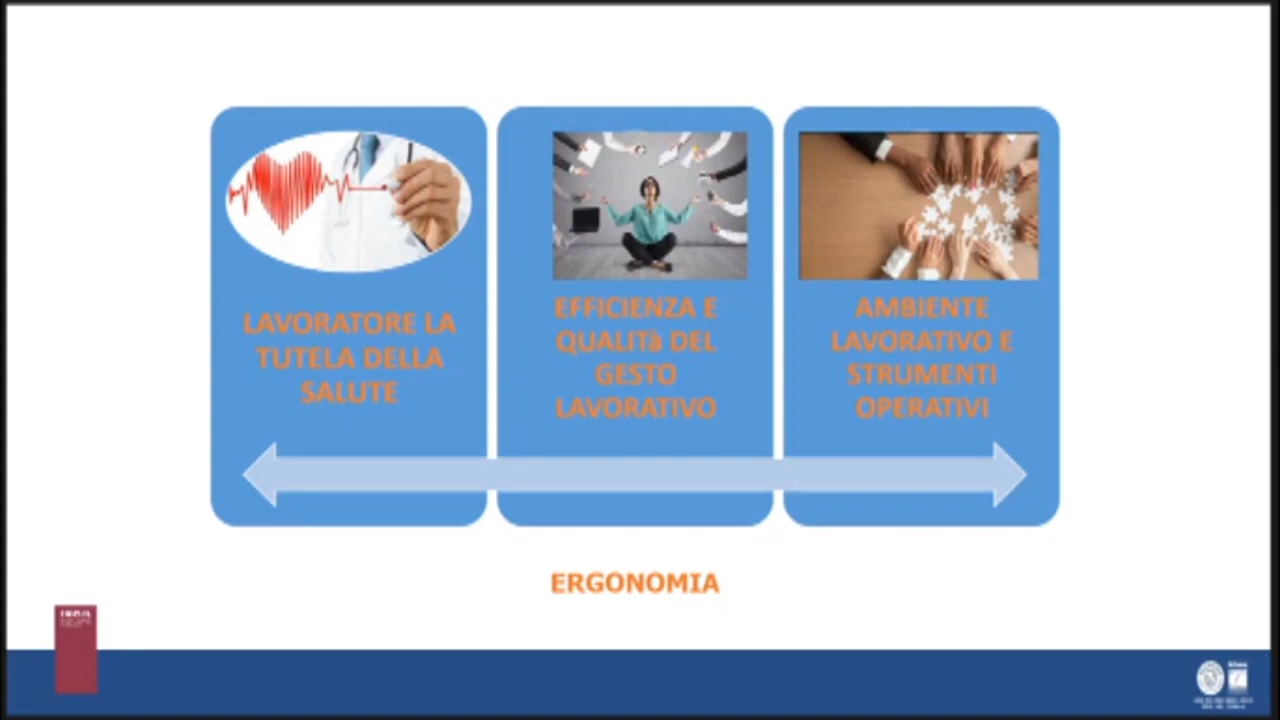 LAVORATORE LA
TUTELA DELLA
SALUTE
EFFICIENZA E
QUALITà DEL
GESTO
LAVORATIVO
AMBIENTE
LAVORATIVO E
STRUMENTI
OPERATIVI
ERGONOMIA